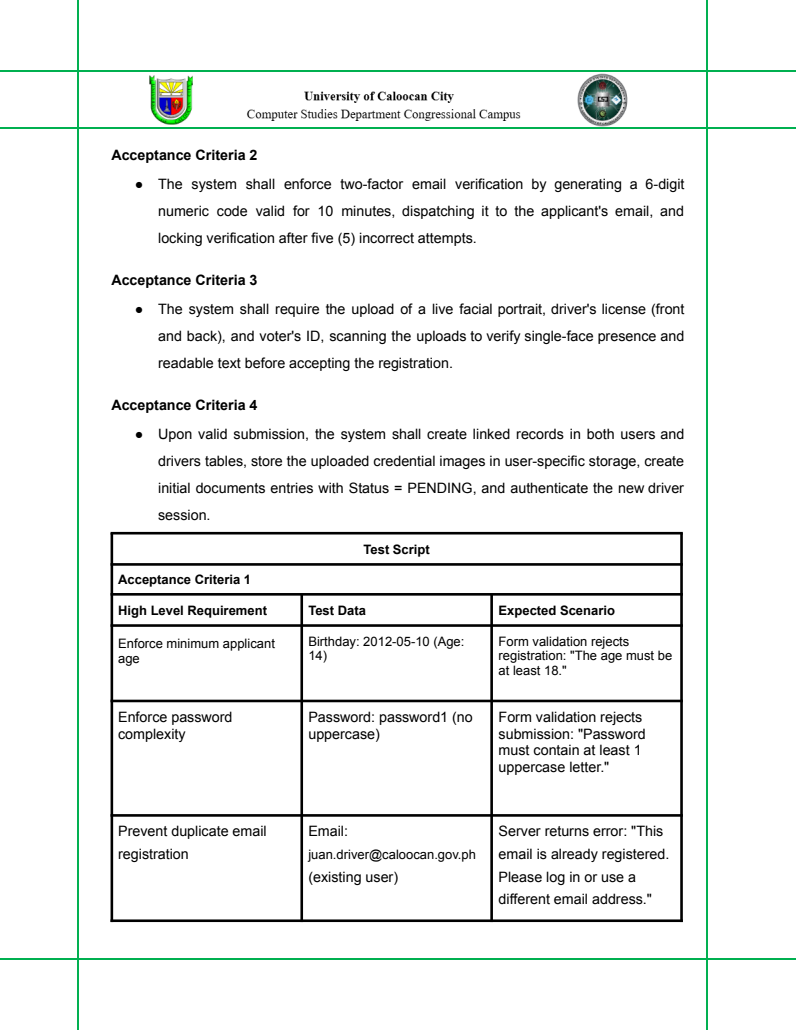 University of Caloocan City
Computer Studies Department Congressional Campus
Acceptance Criteria 2
● The system shall enforce two-factor email verification by generating a 6-digit
numeric code valid for 10 minutes, dispatching it to the applicant's email, and
locking verification after five (5) incorrect attempts.
Acceptance Criteria 3
● The system shall require the upload of a live facial portrait, driver's license (front
and back), and voter's ID, scanning the uploads to verify single-face presence and
readable text before accepting the registration.
Acceptance Criteria 4
● Upon valid submission, the system shall create linked records in both users and
drivers tables, store the uploaded credential images in user-specific storage, create
initial documents entries with Status = PENDING, and authenticate the new driver
session.
Test Script
Acceptance Criteria 1
High Level Requirement
Test Data
Expected Scenario
Enforce minimum applicant
age
Birthday: 2012-05-10 (Age:
14)
Form validation rejects
registration: "The age must be
at least 18."
Enforce password
complexity
Password: password1 (no
uppercase)
Form validation rejects
submission: "Password
must contain at least 1
uppercase letter."
Prevent duplicate email
registration
Email:
juan.driver@caloocan.gov.ph
(existing user)
Server returns error: "This
email is already registered.
Please log in or use a
different email address."